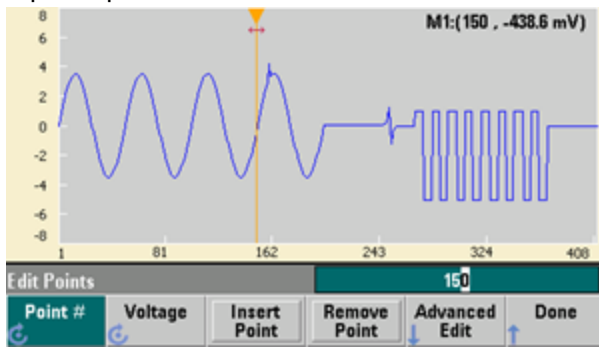 M1:(150 , -438.6 mV)
8
6
4
2
0
-2
-4
-6
-8
1 81 162 243 324 408
Edit Points 150
Point # Voltage Insert Point Remove Point Advanced Edit Done